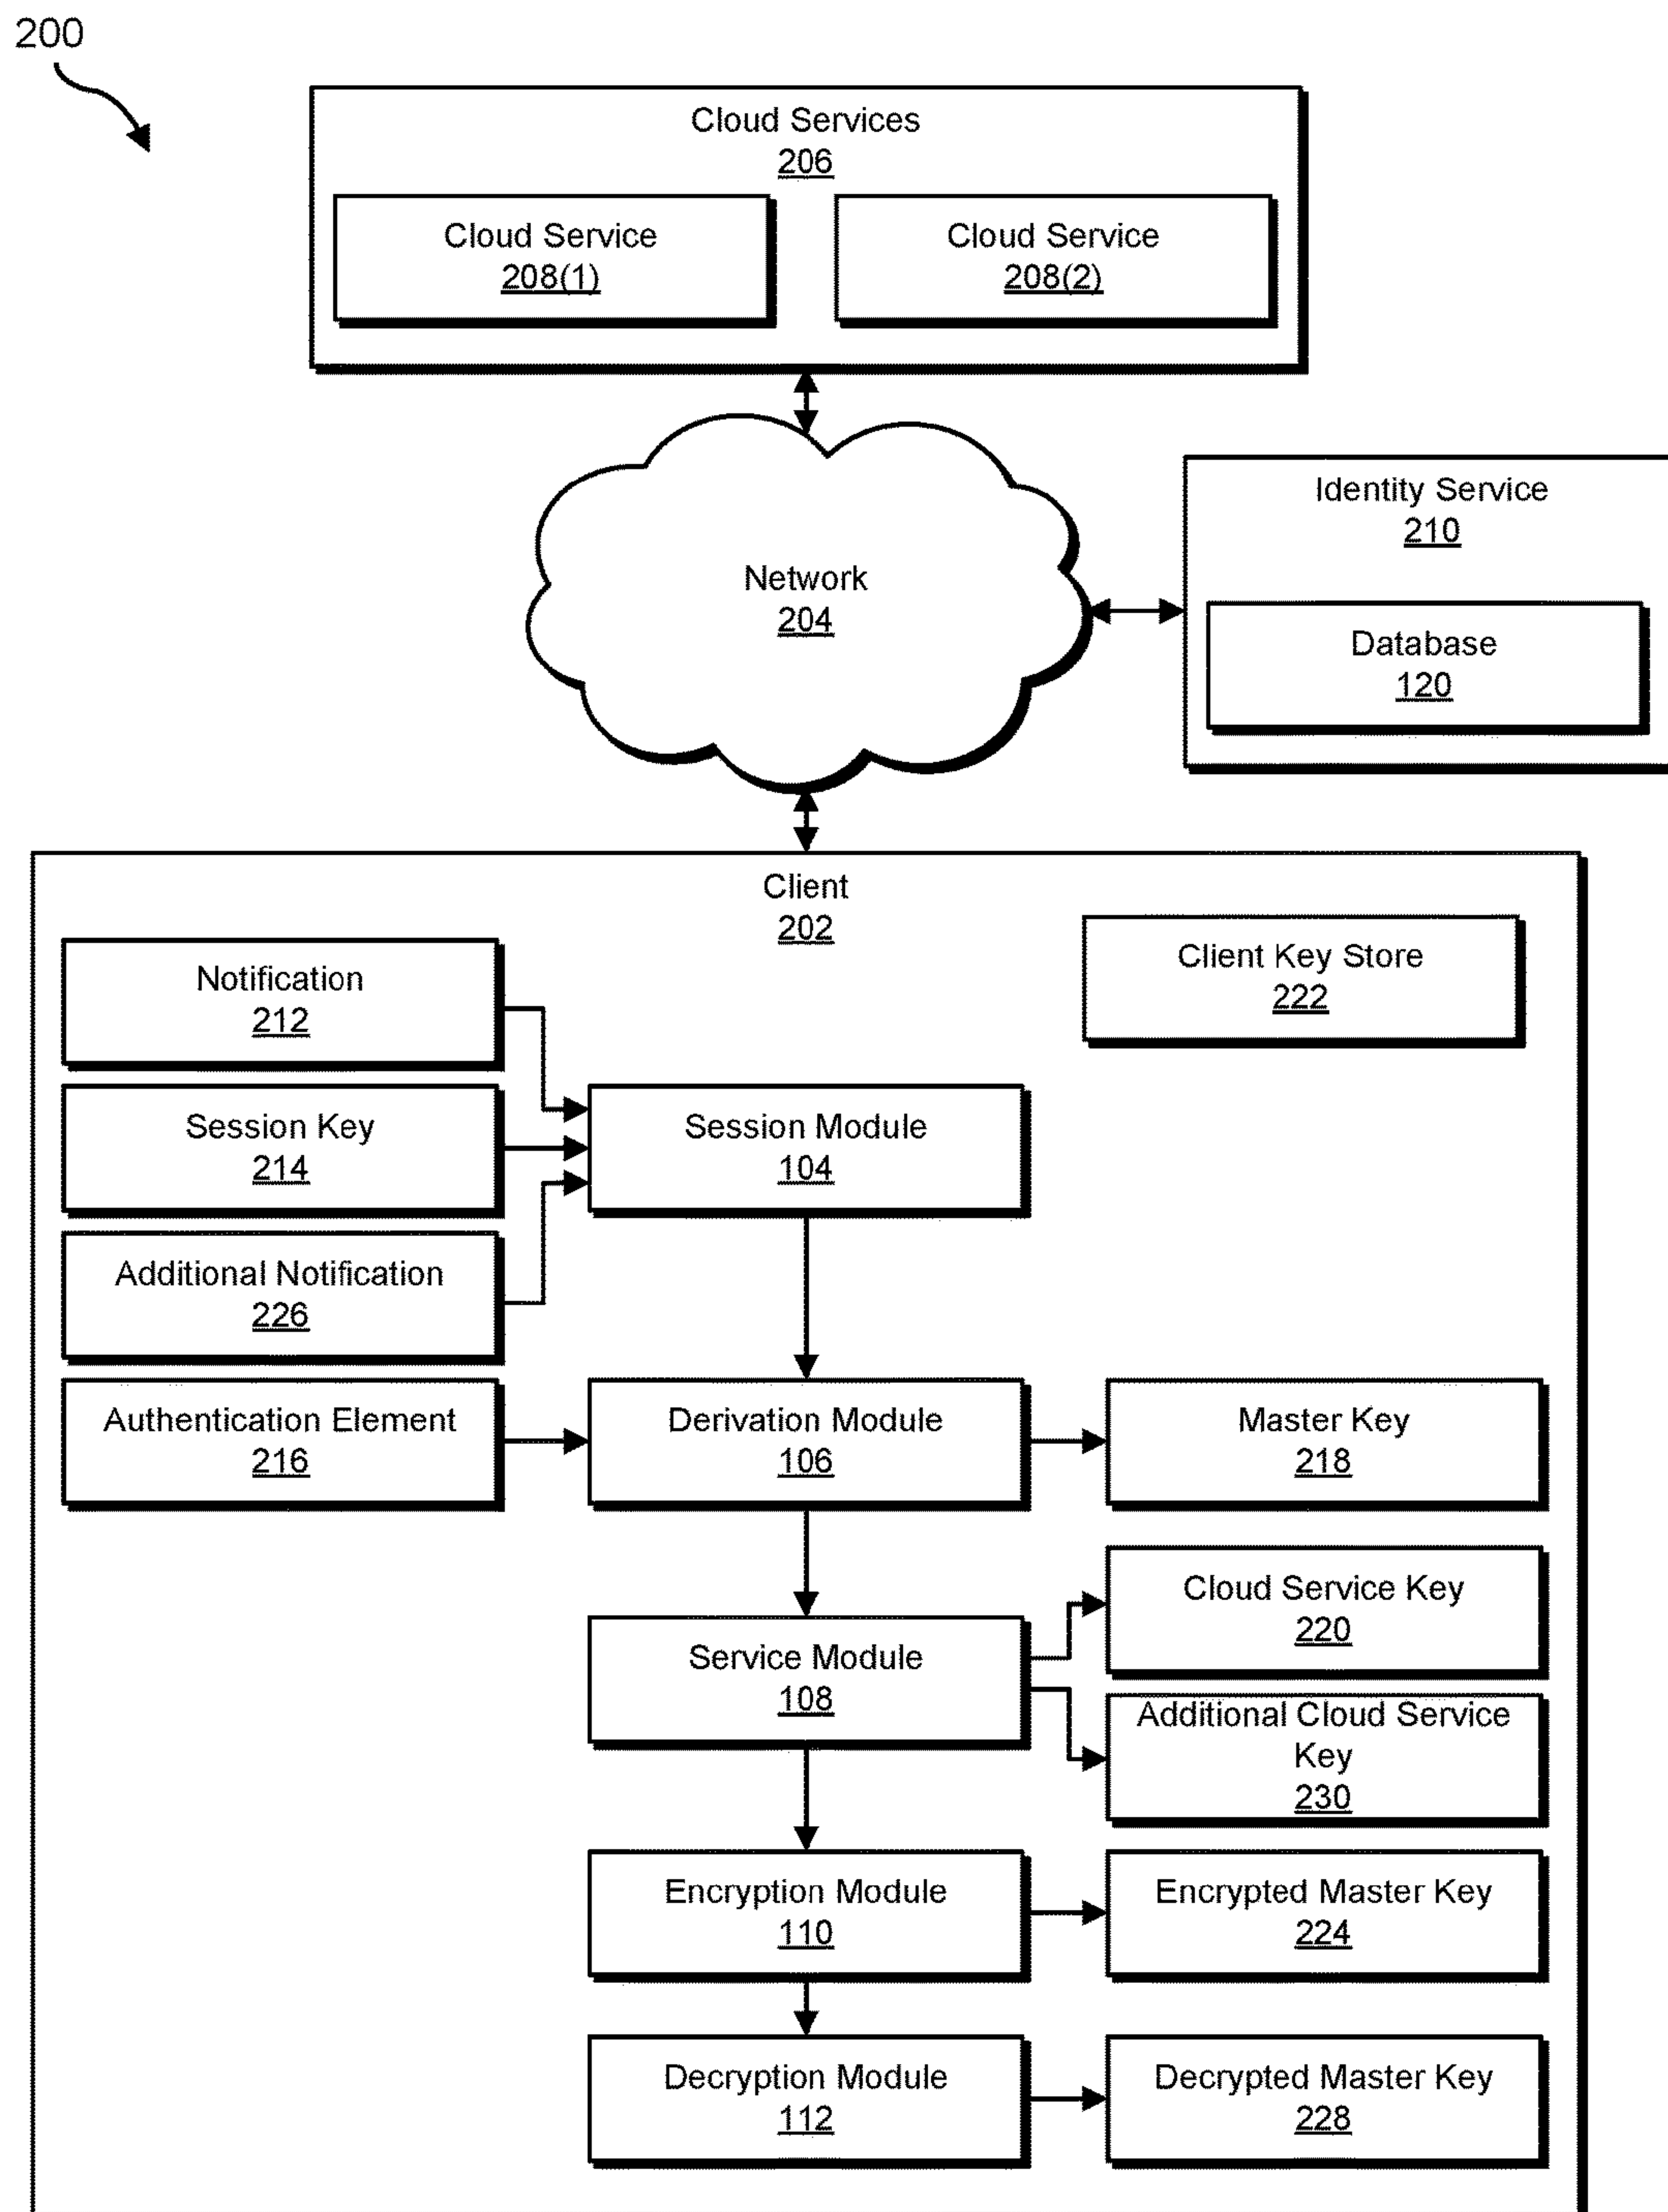 200
Cloud Services
206
Cloud Service
208(1)
Cloud Service
208(2)
Network
204
Identity Service
210
Database
120
Client
202
Client Key Store
222
Notification
212
Session Key
214
Additional Notification
226
Session Module
104
Authentication Element
216
Derivation Module
106
Master Key
218
Service Module
108
Cloud Service Key
220
Additional Cloud Service
Key
230
Encryption Module
110
Encrypted Master Key
224
Decryption Module
112
Decrypted Master Key
228